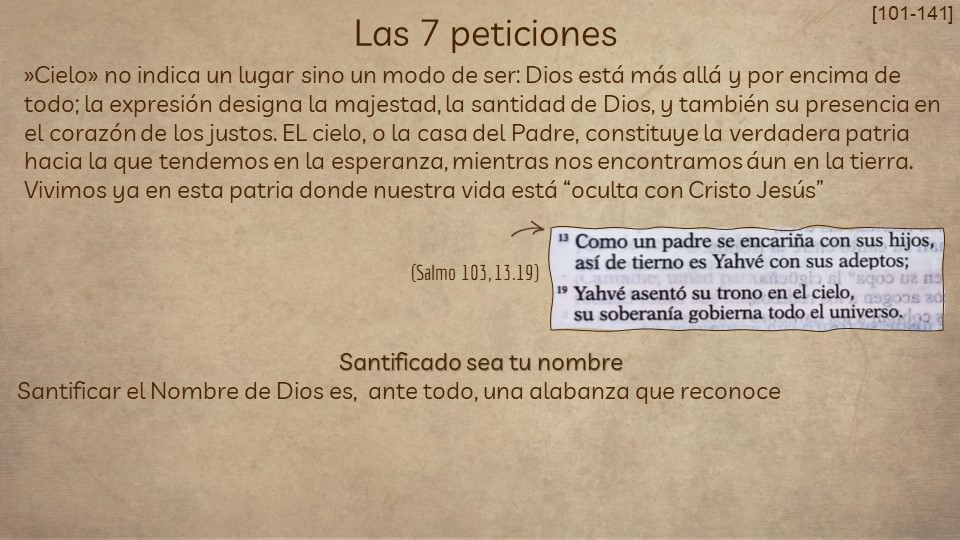 [101-141]
Las 7 peticiones
»Cielo» no indica un lugar sino un modo de ser: Dios está más allá y por encima de
todo; la expresión designa la majestad, la santidad de Dios, y también su presencia en
el corazón de los justos. EL cielo, o la casa del Padre, constituye la verdadera patria
hacia la que tendemos en la esperanza, mientras nos encontramos áun en la tierra.
Vivimos ya en esta patria donde nuestra vida está “oculta con Cristo Jesús”
(Salmo 103,13.19)
13 Como un padre se encariña con sus hijos,
así de tierno es Yahvé con sus adeptos;
19 Yahvé asentó su trono en el cielo,
su soberanía gobierna todo el universo.
Santificado sea tu nombre
Santificar el Nombre de Dios es, ante todo, una alabanza que reconoce